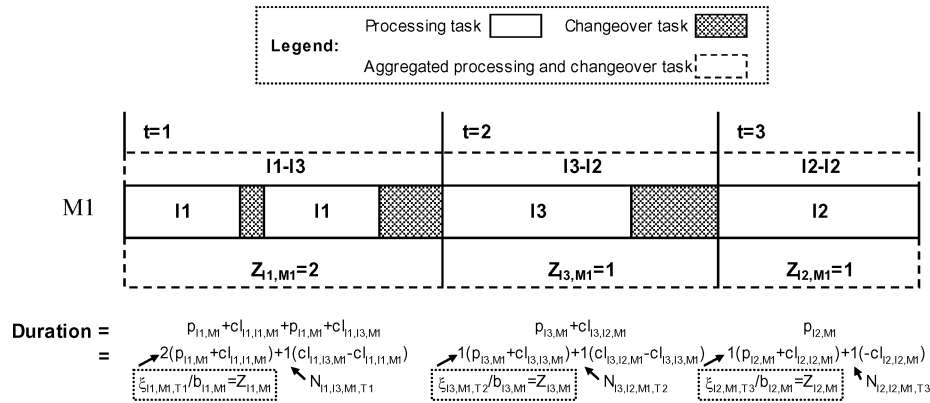 Legend: Processing task Changeover task
Aggregated processing and changeover task
t=1 t=2 t=3
I1-I3 I3-I2 I2-I2
M1 I1 I1 I3 I2
Z_{I1,M1}=2 Z_{I3,M1}=1 Z_{I2,M1}=1
Duration = p_{I1,M1}+cl_{I1,I1,M1}+p_{I1,M1}+cl_{I1,I3,M1} p_{I3,M1}+cl_{I3,I2,M1} p_{I2,M1}
= 2(p_{I1,M1}+cl_{I1,I1,M1})+1(cl_{I1,I3,M1}-cl_{I1,I1,M1}) 1(p_{I3,M1}+cl_{I3,I3,M1})+1(cl_{I3,I2,M1}-cl_{I3,I3,M1}) 1(p_{I2,M1}+cl_{I2,I2,M1})+1(-cl_{I2,I2,M1})
ξ_{I1,M1,T1}/b_{I1,M1}=Z_{I1,M1} N_{I1,I3,M1,T1} ξ_{I3,M1,T2}/b_{I3,M1}=Z_{I3,M1} N_{I3,I2,M1,T2} ξ_{I2,M1,T3}/b_{I2,M1}=Z_{I2,M1} N_{I2,I2,M1,T3}